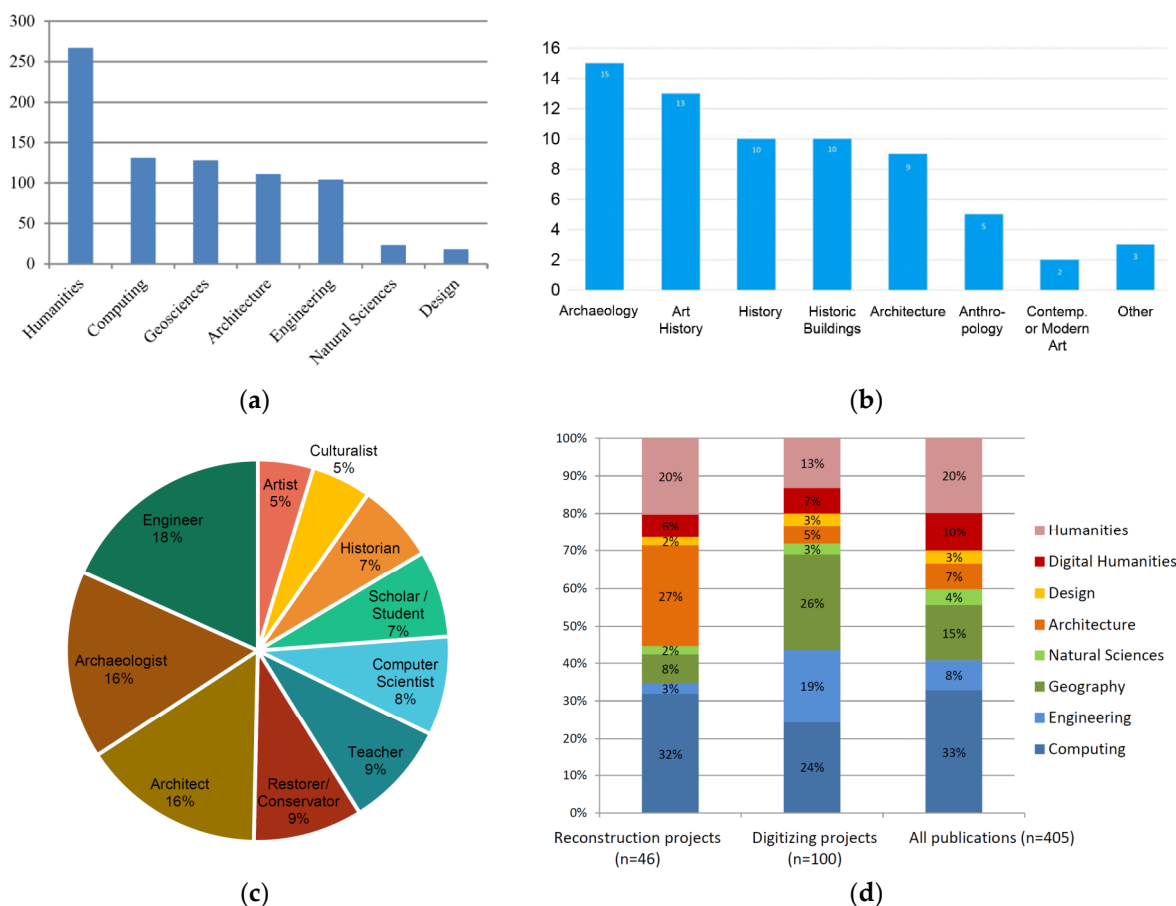 300
250
200
150
100
50
0
Humanities
Computing
Geosciences
Architecture
Engineering
Natural Sciences
Design
(a)
16
14
12
10
8
6
4
2
0
15
13
10
10
9
5
2
3
Archaeology
Art
History
History
Historic
Buildings
Architecture
Anthro-
pology
Contemp.
or Modern
Art
Other
(b)
Artist
5%
Culturalist
5%
Historian
7%
Scholar /
Student
7%
Computer
Scientist
8%
Teacher
9%
Restorer/
Conservator
9%
Architect
16%
Archaeologist
16%
Engineer
18%
(c)
100%
90%
80%
70%
60%
50%
40%
30%
20%
10%
0%
20%
6%
2%
27%
2%
8%
3%
32%
13%
7%
3%
5%
3%
26%
19%
24%
20%
10%
3%
7%
4%
15%
8%
33%
Reconstruction projects
(n=46)
Digitizing projects
(n=100)
All publications (n=405)
Humanities
Digital Humanities
Design
Architecture
Natural Sciences
Geography
Engineering
Computing
(d)